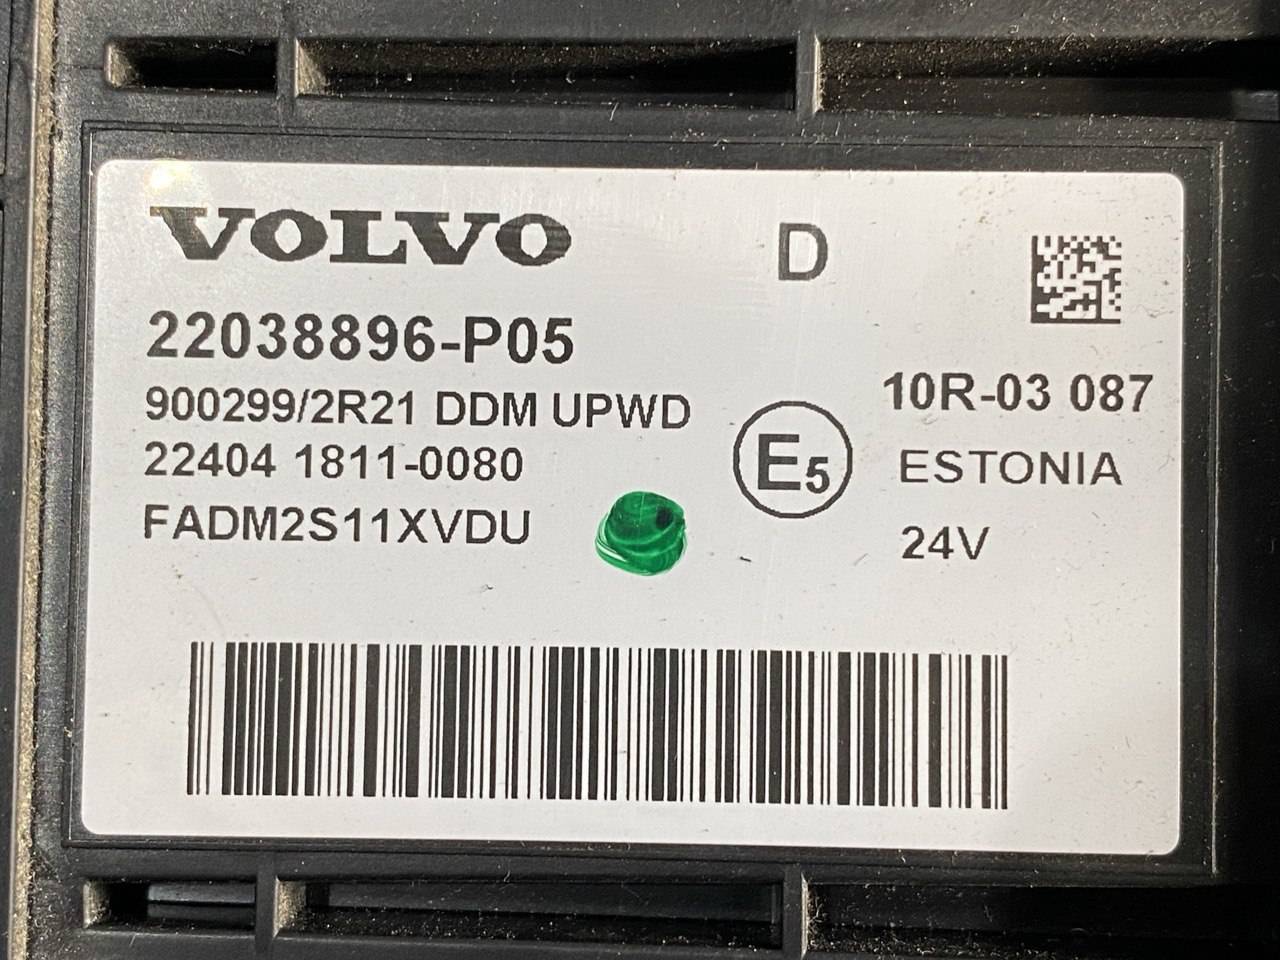 VOLVO
D
22038896-P05
900299/2R21 DDM UPWD
22404 1811-0080
FADM2S11XVDU
E5
10R-03 087
ESTONIA
24V